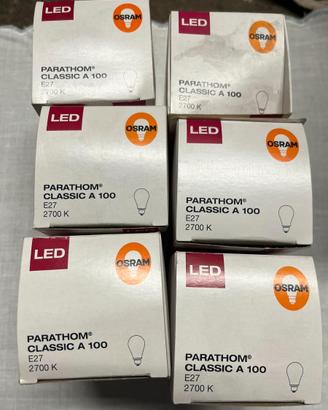 LED
OSRAM
PARATHOM®
CLASSIC A 100
E27
2700 K
LED
OSRAM
PARATHOM®
CLASSIC A 100
E27
2700 K
LED
OSRAM
PARATHOM®
CLASSIC A 100
E27
2700 K
LED
OSRAM
PARATHOM®
CLASSIC A 100
E27
2700 K
LED
OSRAM
PARATHOM®
CLASSIC A 100
E27
2700 K
LED
OSRAM
PARATHOM®
CLASSIC A 100
E27
2700 K